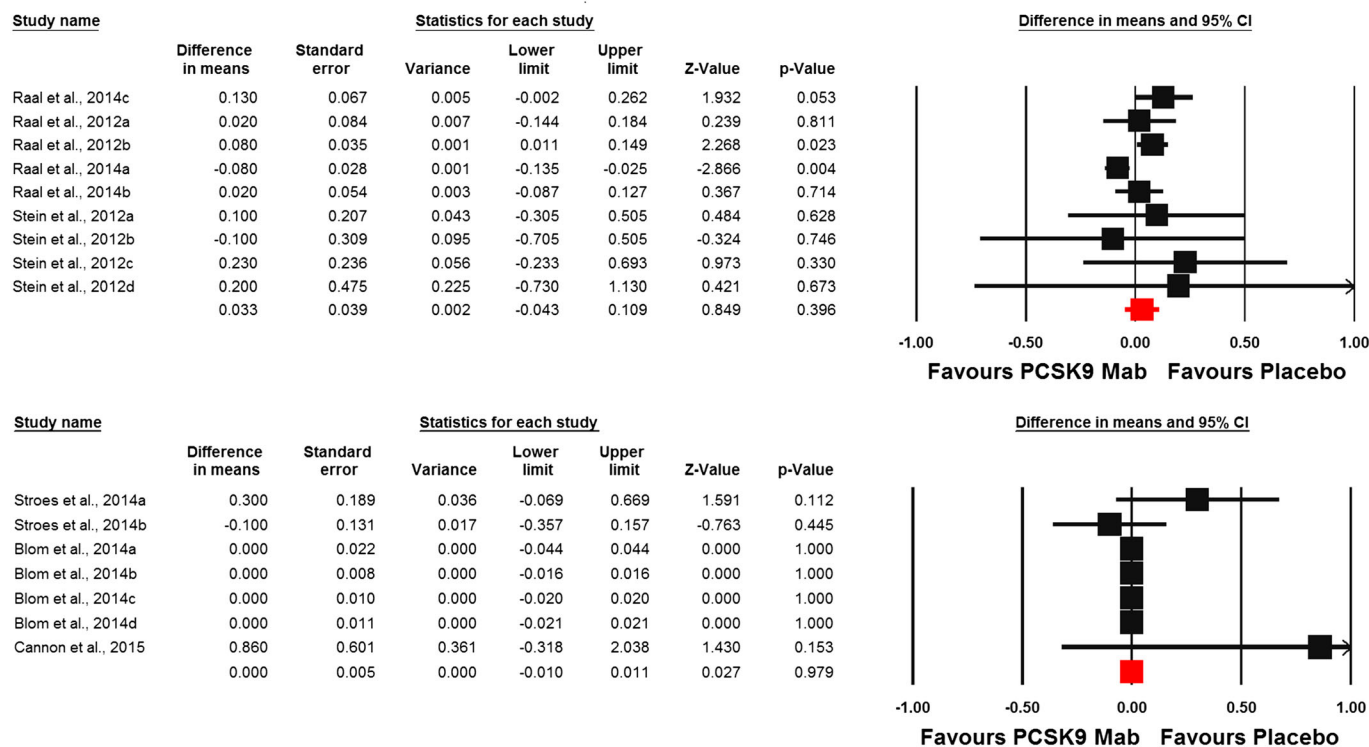 Study name Statistics for each study Difference in means and 95% CI
Difference in means Standard error Variance Lower limit Upper limit Z-Value p-Value
Raal et al., 2014c 0.130 0.067 0.005 -0.002 0.262 1.932 0.053
Raal et al., 2012a 0.020 0.084 0.007 -0.144 0.184 0.239 0.811
Raal et al., 2012b 0.080 0.035 0.001 0.011 0.149 2.268 0.023
Raal et al., 2014a -0.080 0.028 0.001 -0.135 -0.025 -2.866 0.004
Raal et al., 2014b 0.020 0.054 0.003 -0.087 0.127 0.367 0.714
Stein et al., 2012a 0.100 0.207 0.043 -0.305 0.505 0.484 0.628
Stein et al., 2012b -0.100 0.309 0.095 -0.705 0.505 -0.324 0.746
Stein et al., 2012c 0.230 0.236 0.056 -0.233 0.693 0.973 0.330
Stein et al., 2012d 0.200 0.475 0.225 -0.730 1.130 0.421 0.673
0.033 0.039 0.002 -0.043 0.109 0.849 0.396
-1.00 -0.50 0.00 0.50 1.00
Favours PCSK9 Mab Favours Placebo
Study name Statistics for each study Difference in means and 95% CI
Difference in means Standard error Variance Lower limit Upper limit Z-Value p-Value
Stroes et al., 2014a 0.300 0.189 0.036 -0.069 0.669 1.591 0.112
Stroes et al., 2014b -0.100 0.131 0.017 -0.357 0.157 -0.763 0.445
Blom et al., 2014a 0.000 0.022 0.000 -0.044 0.044 0.000 1.000
Blom et al., 2014b 0.000 0.008 0.000 -0.016 0.016 0.000 1.000
Blom et al., 2014c 0.000 0.010 0.000 -0.020 0.020 0.000 1.000
Blom et al., 2014d 0.000 0.011 0.000 -0.021 0.021 0.000 1.000
Cannon et al., 2015 0.860 0.601 0.361 -0.318 2.038 1.430 0.153
0.000 0.005 0.000 -0.010 0.011 0.027 0.979
-1.00 -0.50 0.00 0.50 1.00
Favours PCSK9 Mab Favours Placebo